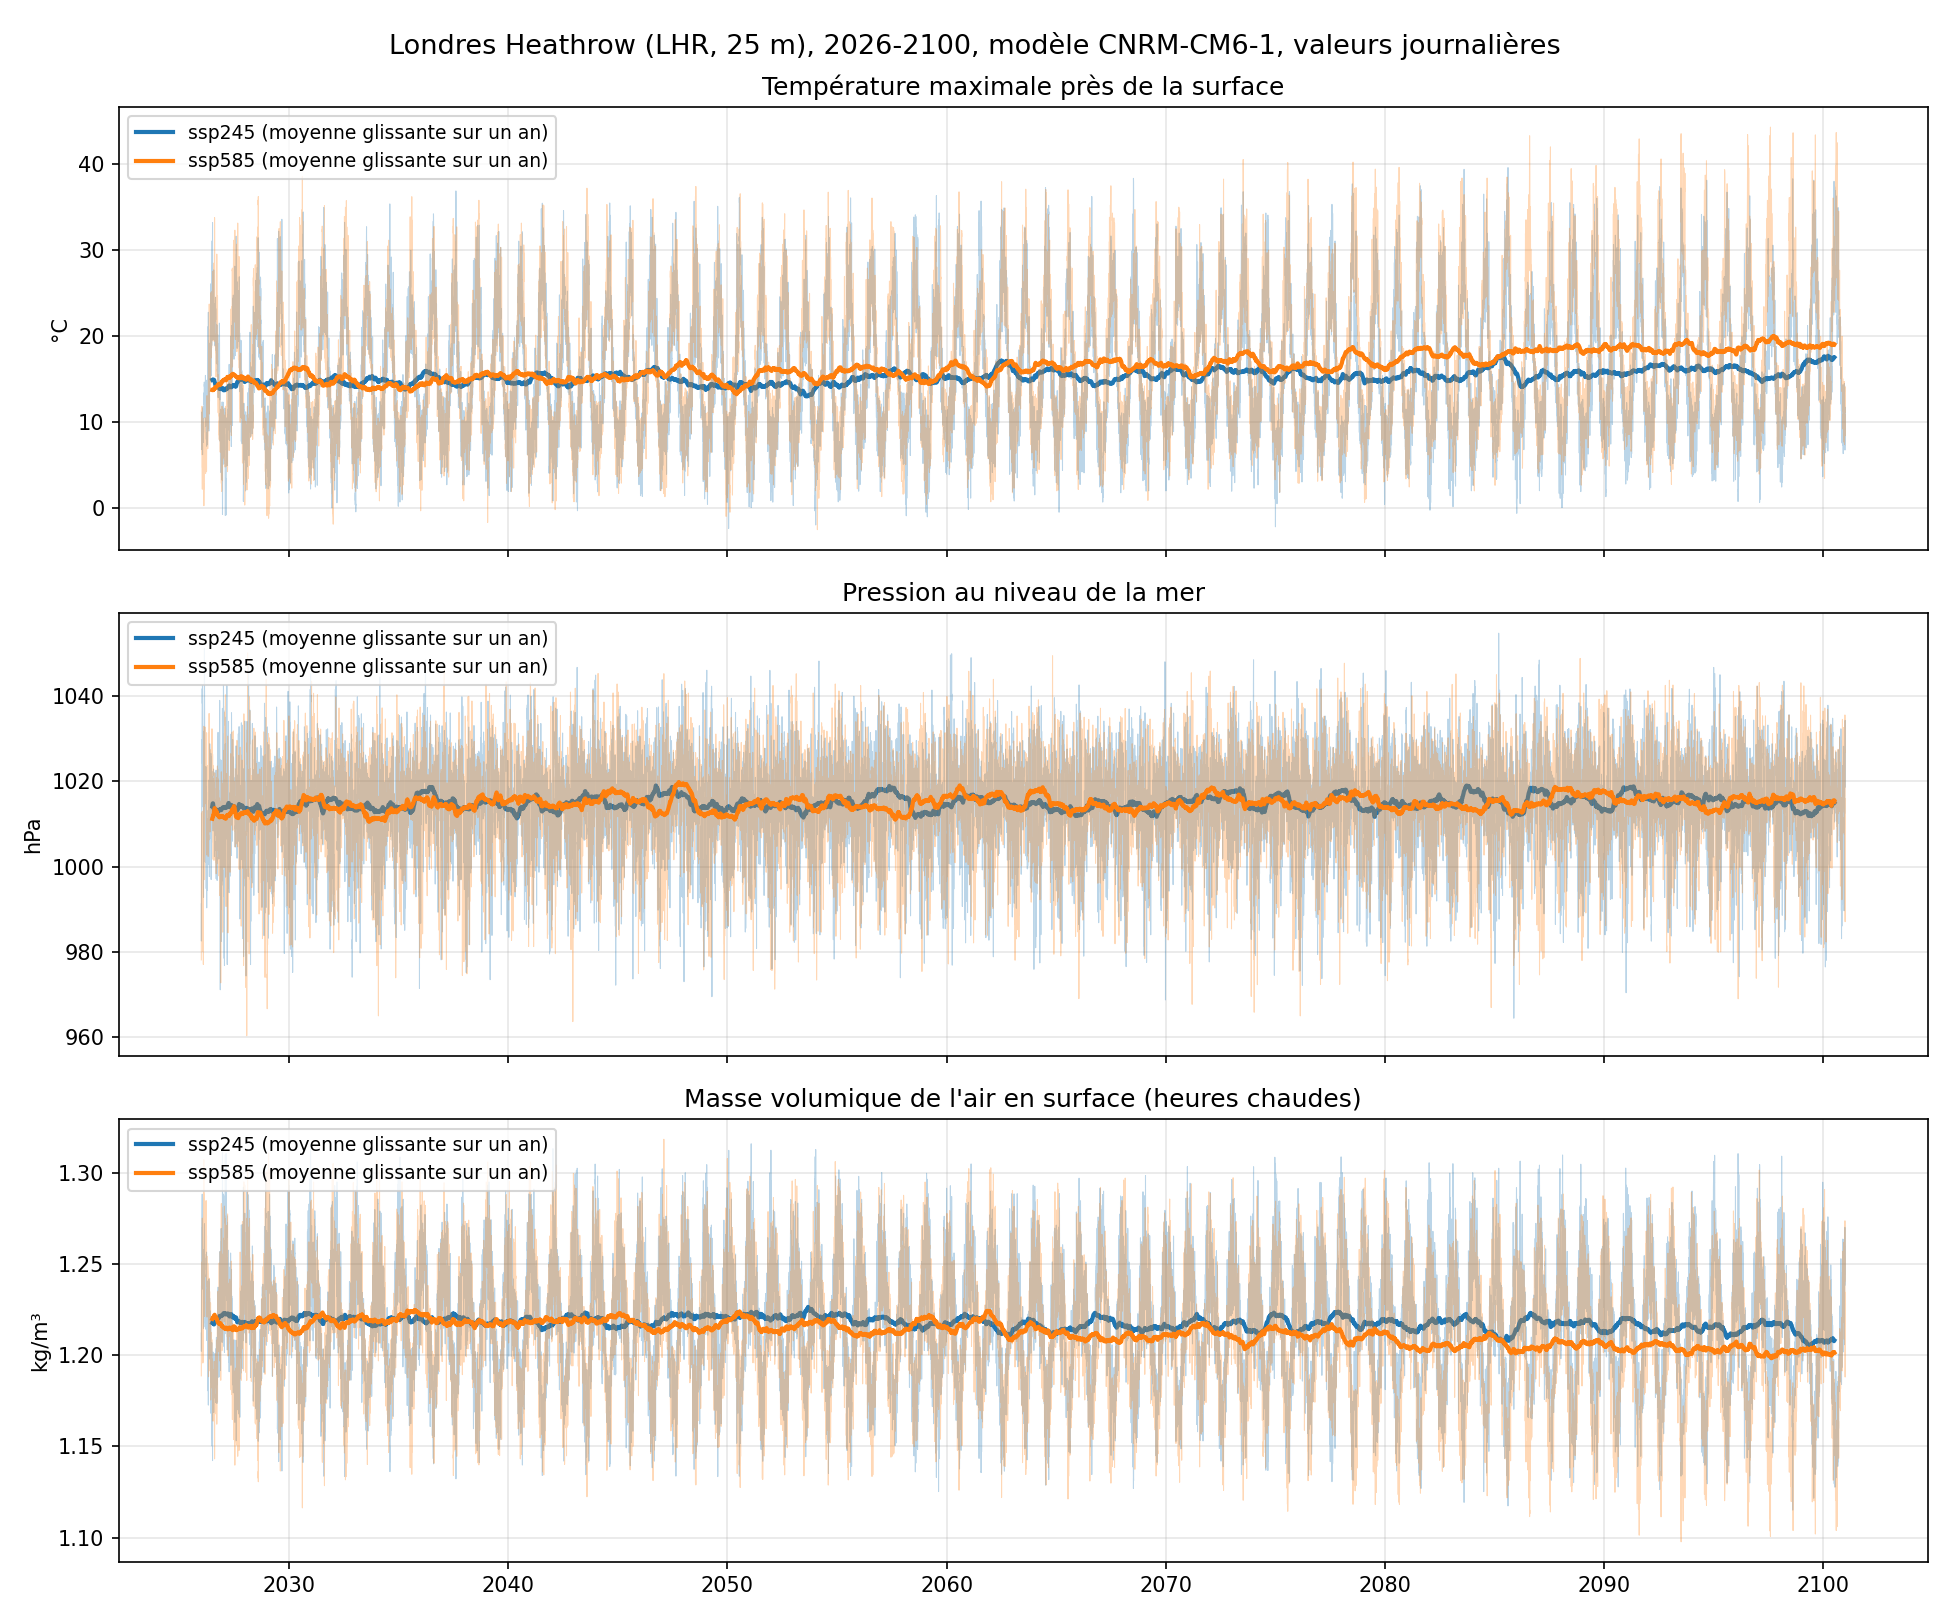 Londres Heathrow (LHR, 25 m), 2026-2100, modèle CNRM-CM6-1, valeurs journalières
Température maximale près de la surface
ssp245 (moyenne glissante sur un an)
ssp585 (moyenne glissante sur un an)
40
30
20
10
0
°C
Pression au niveau de la mer
ssp245 (moyenne glissante sur un an)
ssp585 (moyenne glissante sur un an)
1040
1020
1000
980
960
hPa
Masse volumique de l'air en surface (heures chaudes)
ssp245 (moyenne glissante sur un an)
ssp585 (moyenne glissante sur un an)
1.30
1.25
1.20
1.15
1.10
kg/m³
2030 2040 2050 2060 2070 2080 2090 2100